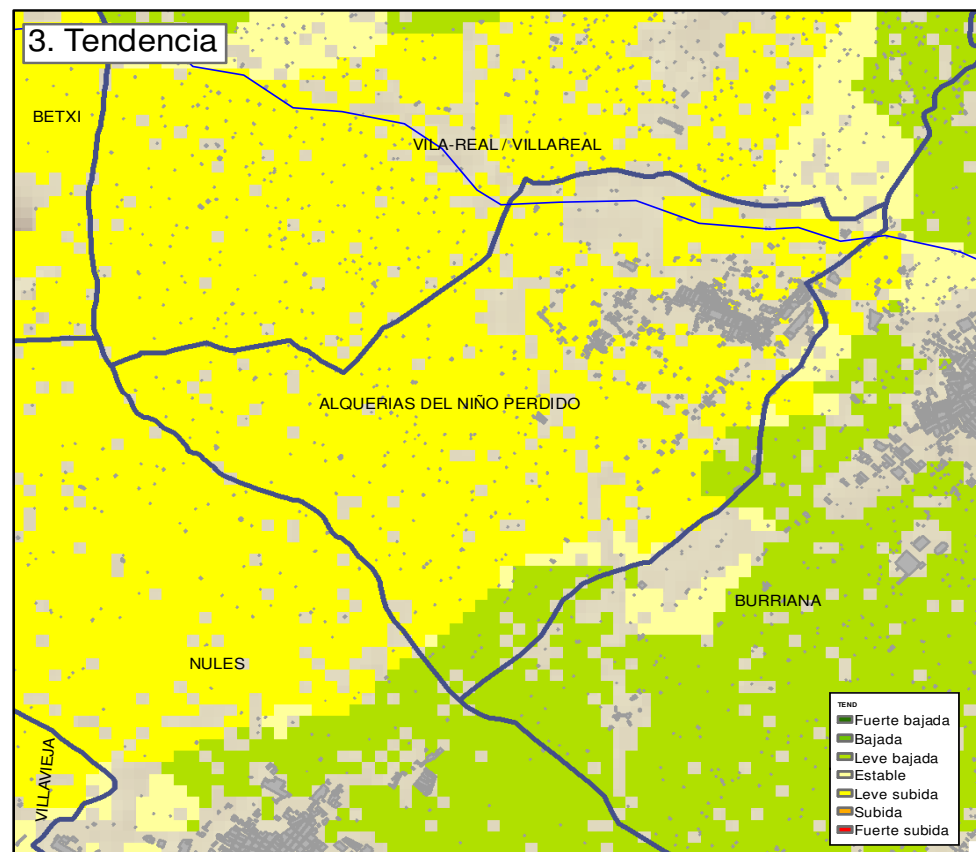 3. Tendencia
BETXI
VILA-REAL / VILLAREAL
ALQUERIAS DEL NIÑO PERDIDO
BURRIANA
NULES
VILLAVIEJA
TEND
Fuerte bajada
Bajada
Leve bajada
Estable
Leve subida
Subida
Fuerte subida